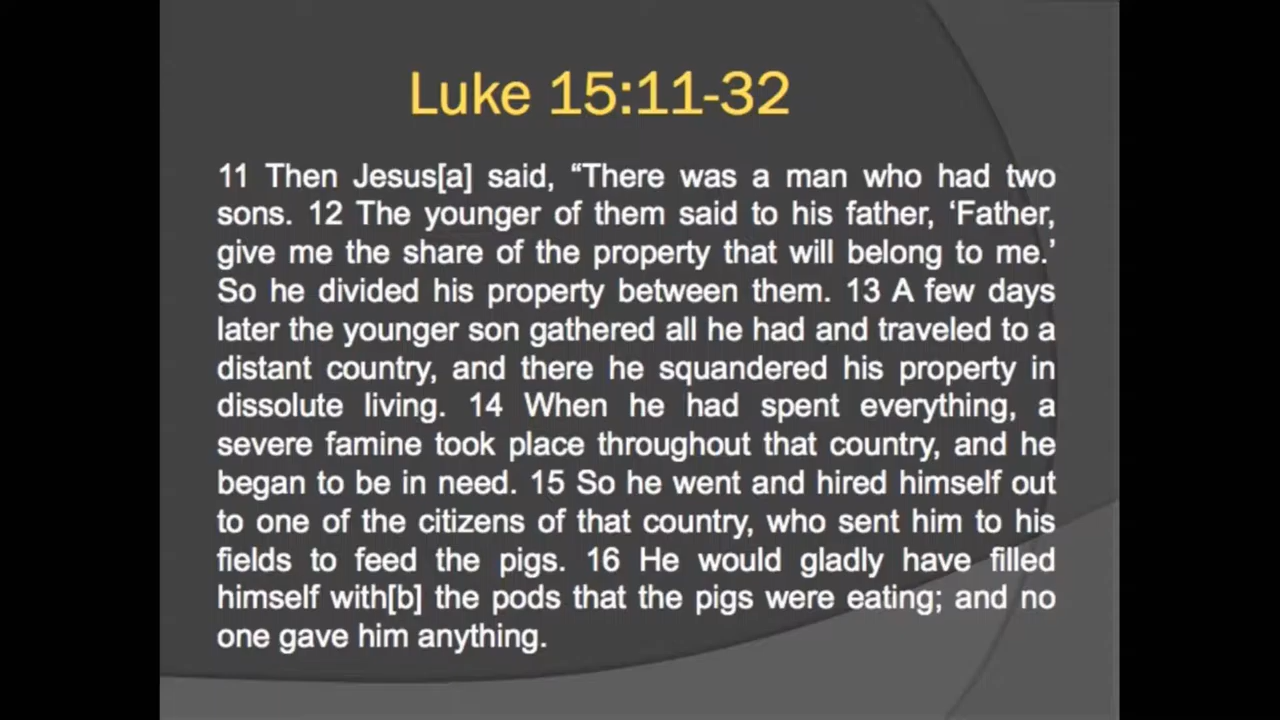 Luke 15:11-32
11 Then Jesus[a] said, “There was a man who had two
sons. 12 The younger of them said to his father, ‘Father,
give me the share of the property that will belong to me.’
So he divided his property between them. 13 A few days
later the younger son gathered all he had and traveled to a
distant country, and there he squandered his property in
dissolute living. 14 When he had spent everything, a
severe famine took place throughout that country, and he
began to be in need. 15 So he went and hired himself out
to one of the citizens of that country, who sent him to his
fields to feed the pigs. 16 He would gladly have filled
himself with[b] the pods that the pigs were eating; and no
one gave him anything.